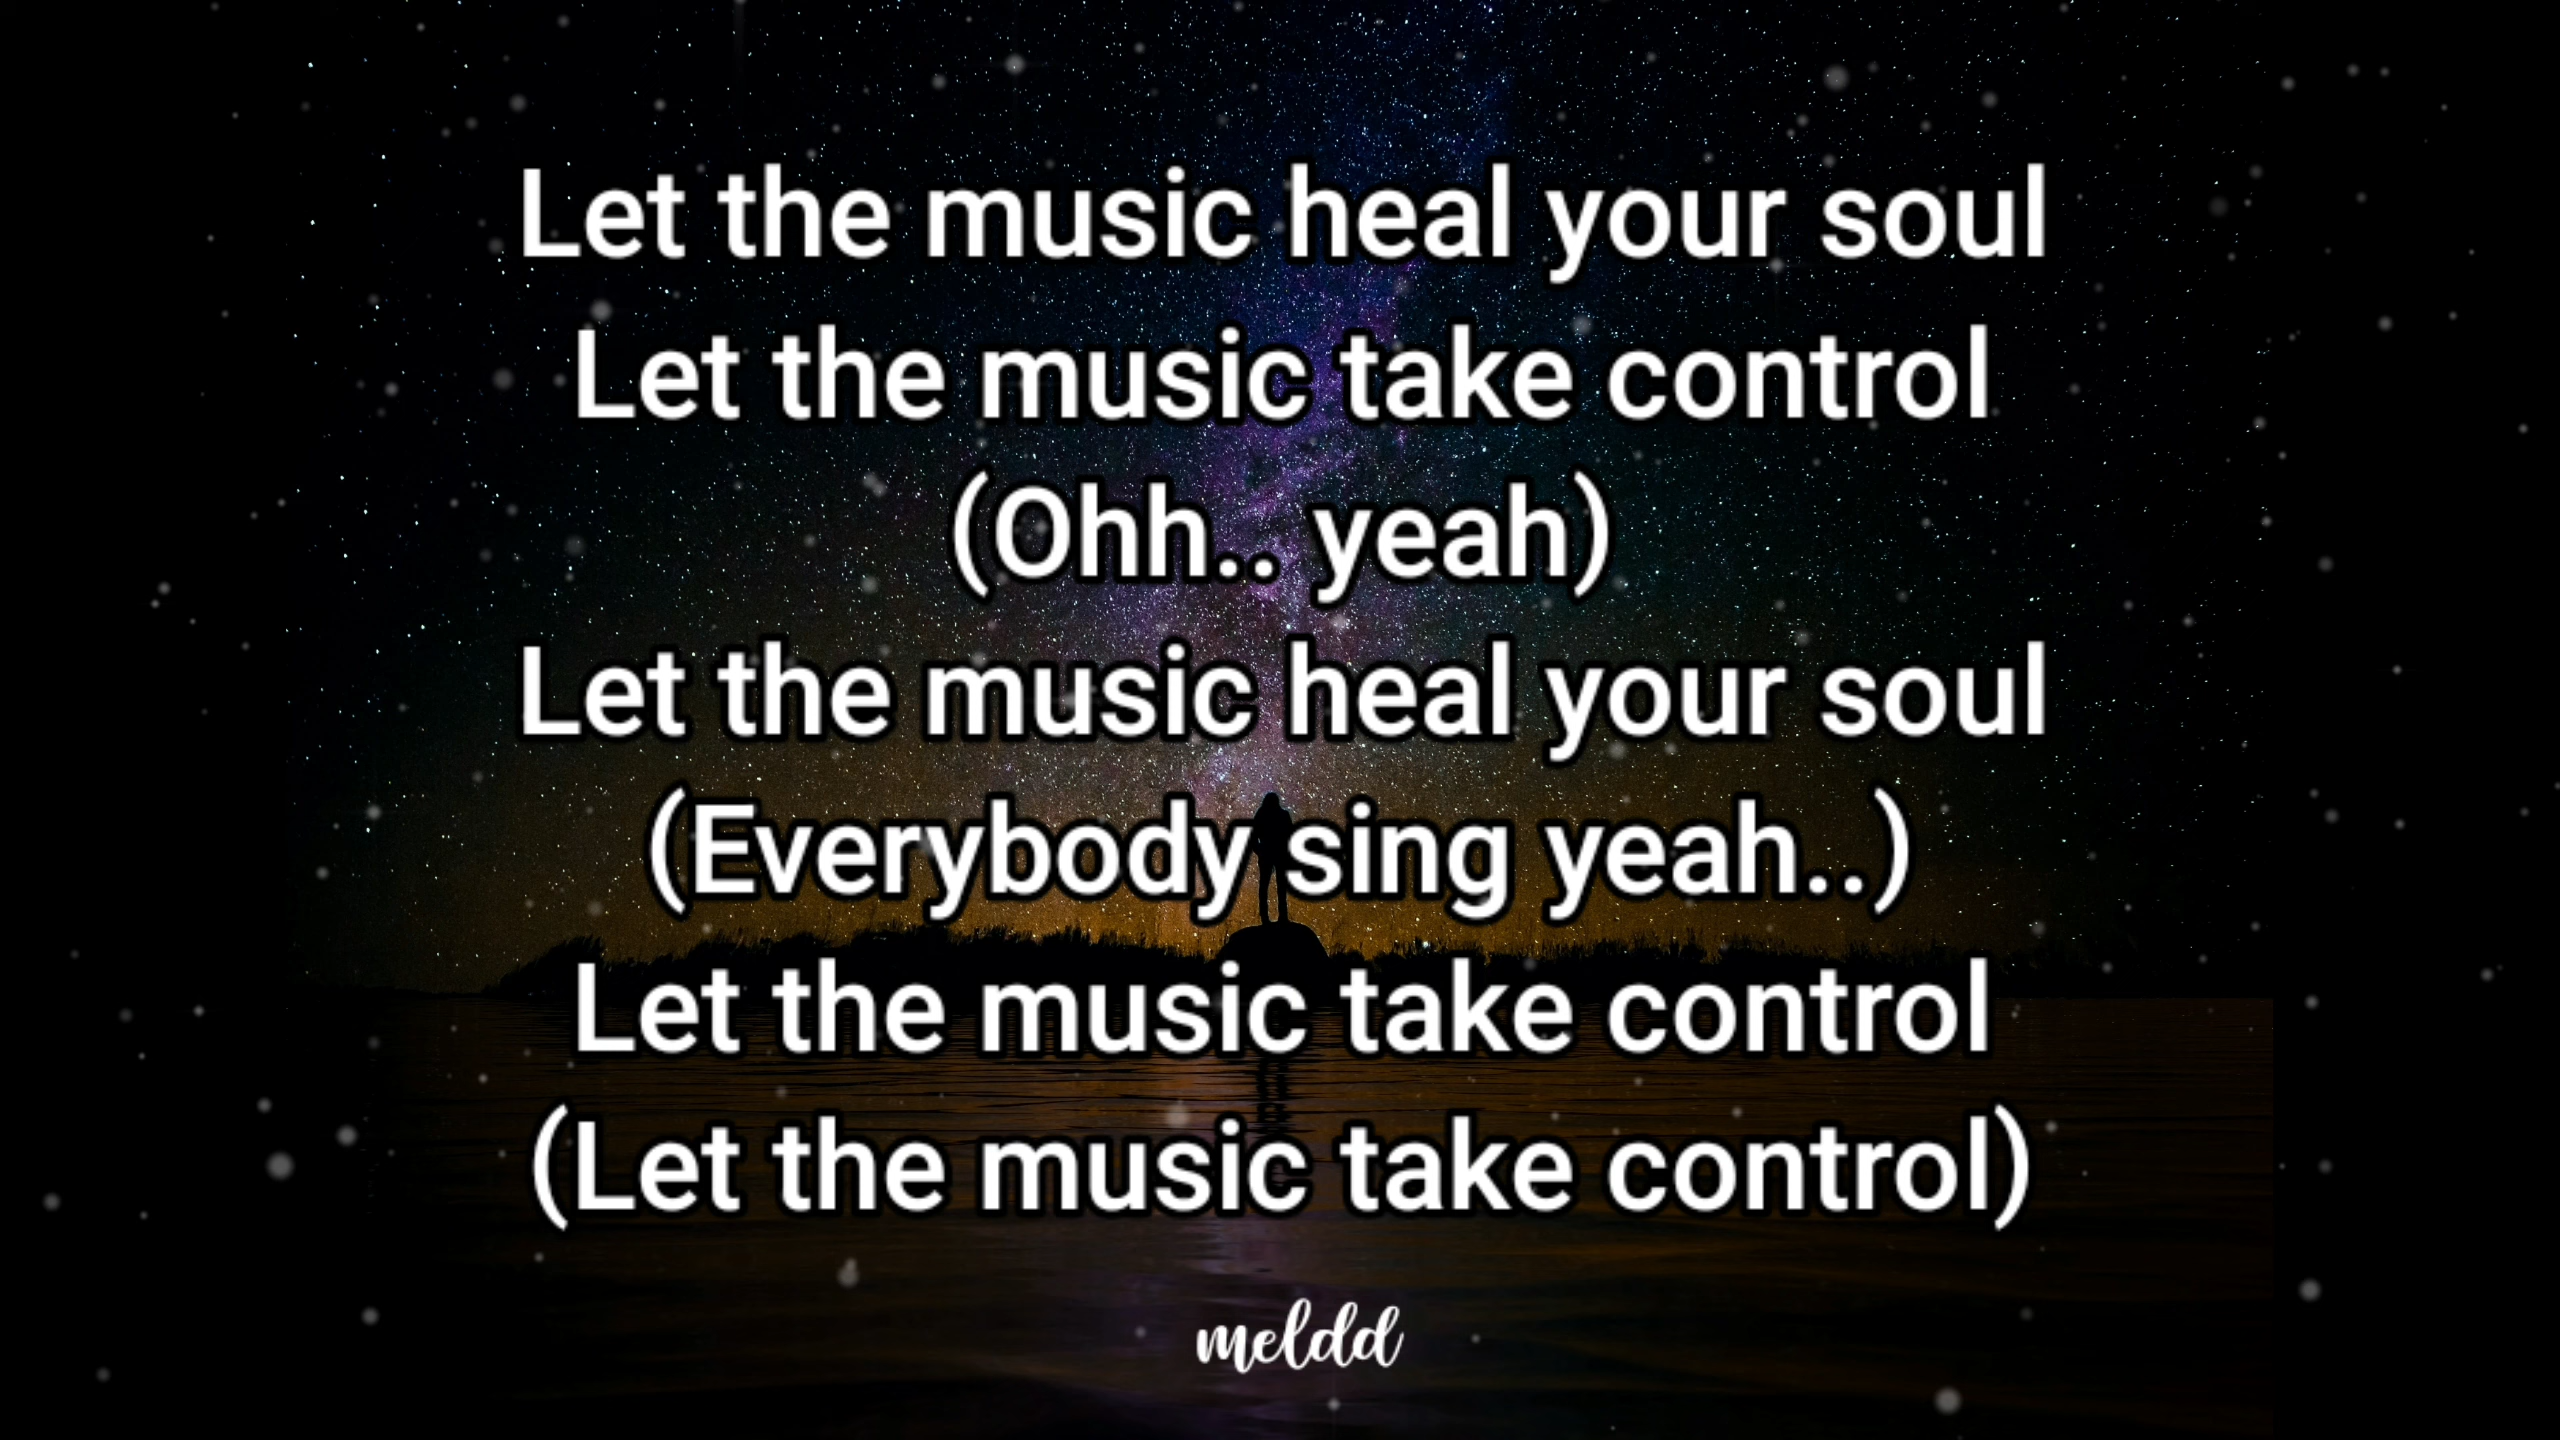 Let the music heal your soul
Let the music take control
(Ohh.. yeah)
Let the music heal your soul
(Everybody sing yeah..)
Let the music take control
(Let the music take control)
meldd